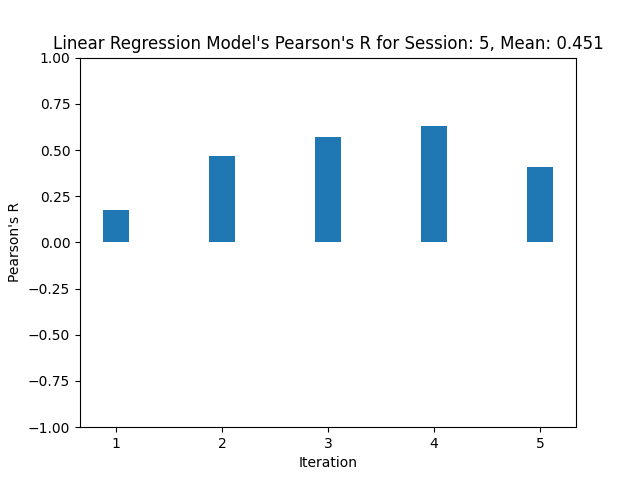 Linear Regression Model's Pearson's R for Session: 5, Mean: 0.451
1.00
0.75
0.50
0.25
0.00
−0.25
−0.50
−0.75
−1.00
Pearson's R
1 2 3 4 5
Iteration